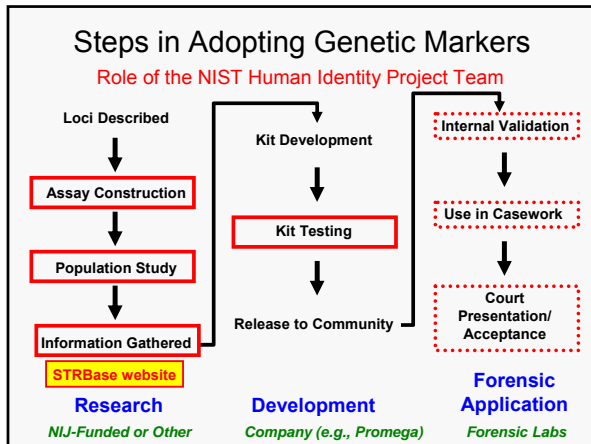 Steps in Adopting Genetic Markers
Role of the NIST Human Identity Project Team
Loci Described
Assay Construction
Population Study
Information Gathered
STRBase website
Research
NIJ-Funded or Other
Kit Development
Kit Testing
Release to Community
Development
Company (e.g., Promega)
Internal Validation
Use in Casework
Court
Presentation/
Acceptance
Forensic
Application
Forensic Labs